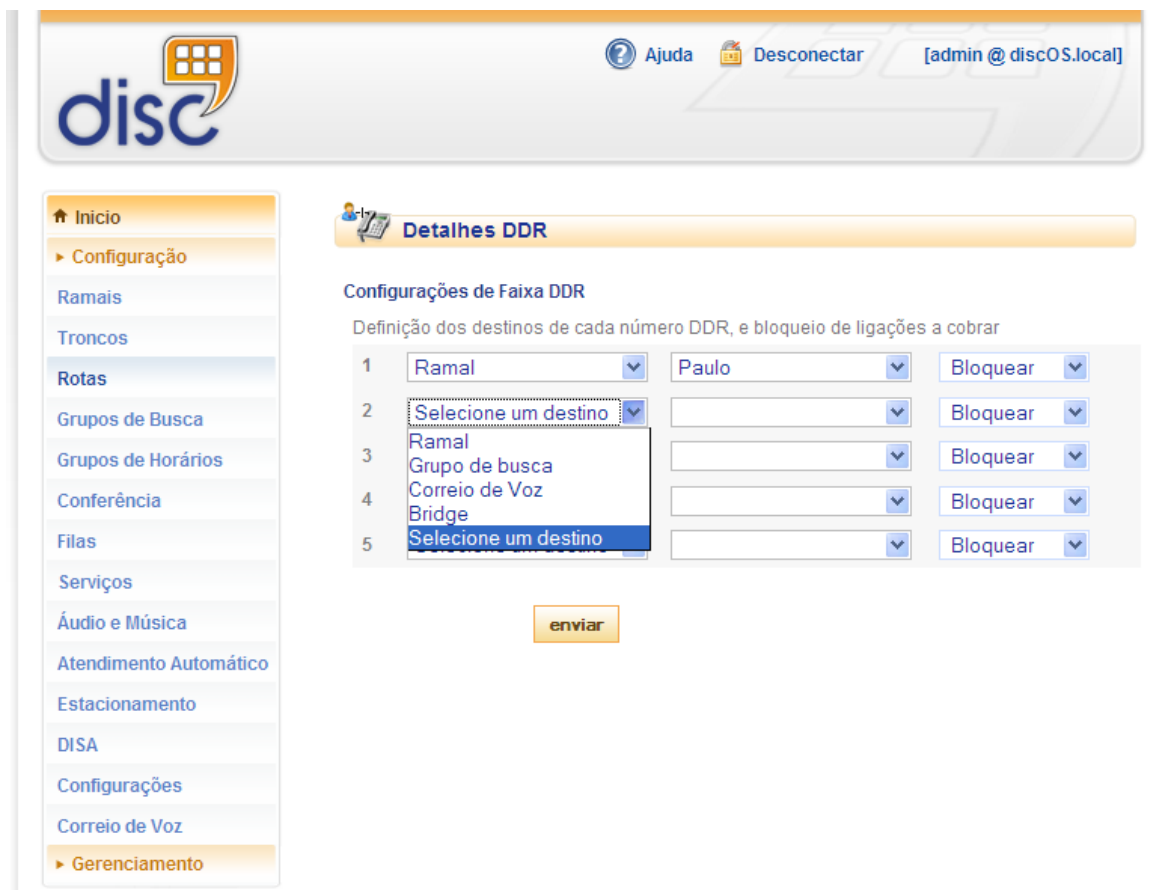 disc
Ajuda Desconectar [admin @ discOS.local]
Inicio
Configuração
Ramais
Troncos
Rotas
Grupos de Busca
Grupos de Horários
Conferência
Filas
Serviços
Áudio e Música
Atendimento Automático
Estacionamento
DISA
Configurações
Correio de Voz
Gerenciamento
Detalhes DDR
Configurações de Faixa DDR
Definição dos destinos de cada número DDR, e bloqueio de ligações a cobrar
1 Ramal Paulo Bloquear
2 Selecione um destino Bloquear
Ramal
Grupo de busca
3 Bloquear
Correio de Voz
4 Bloquear
Bridge
Selecione um destino
5 Bloquear
enviar